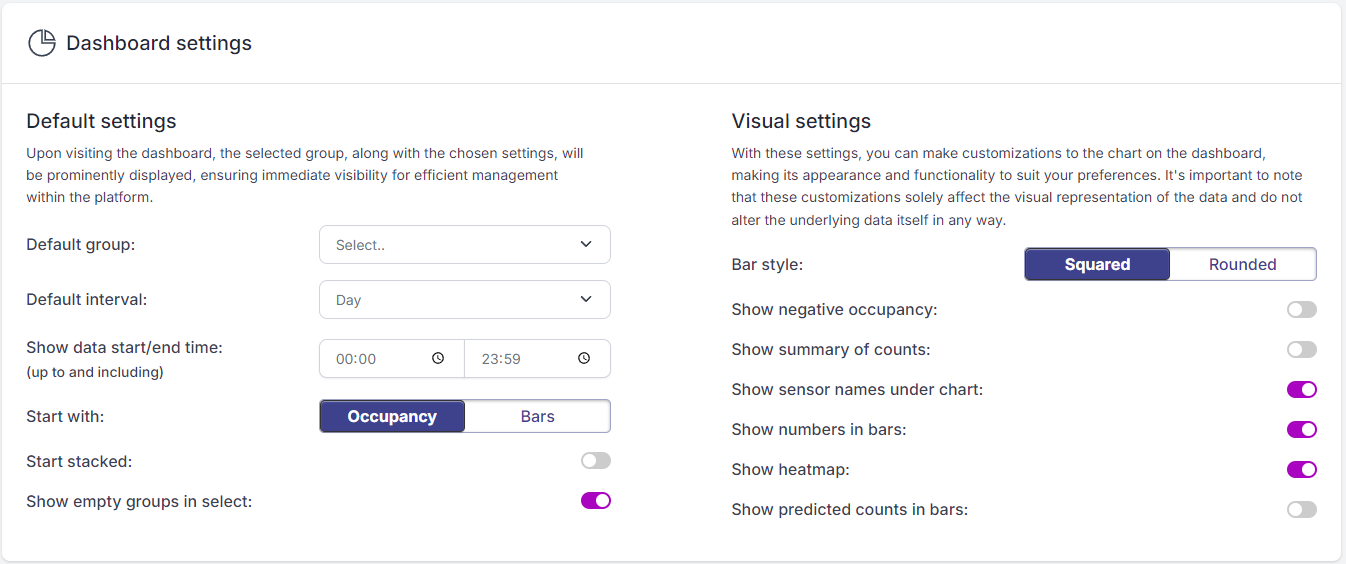 Dashboard settings
Default settings
Upon visiting the dashboard, the selected group, along with the chosen settings, will
be prominently displayed, ensuring immediate visibility for efficient management
within the platform.
Default group:
Select..
Default interval:
Day
Show data start/end time:
(up to and including)
00:00
23:59
Start with:
Occupancy
Bars
Start stacked:
Show empty groups in select:
Visual settings
With these settings, you can make customizations to the chart on the dashboard,
making its appearance and functionality to suit your preferences. It's important to note
that these customizations solely affect the visual representation of the data and do not
alter the underlying data itself in any way.
Bar style:
Squared
Rounded
Show negative occupancy:
Show summary of counts:
Show sensor names under chart:
Show numbers in bars:
Show heatmap:
Show predicted counts in bars: